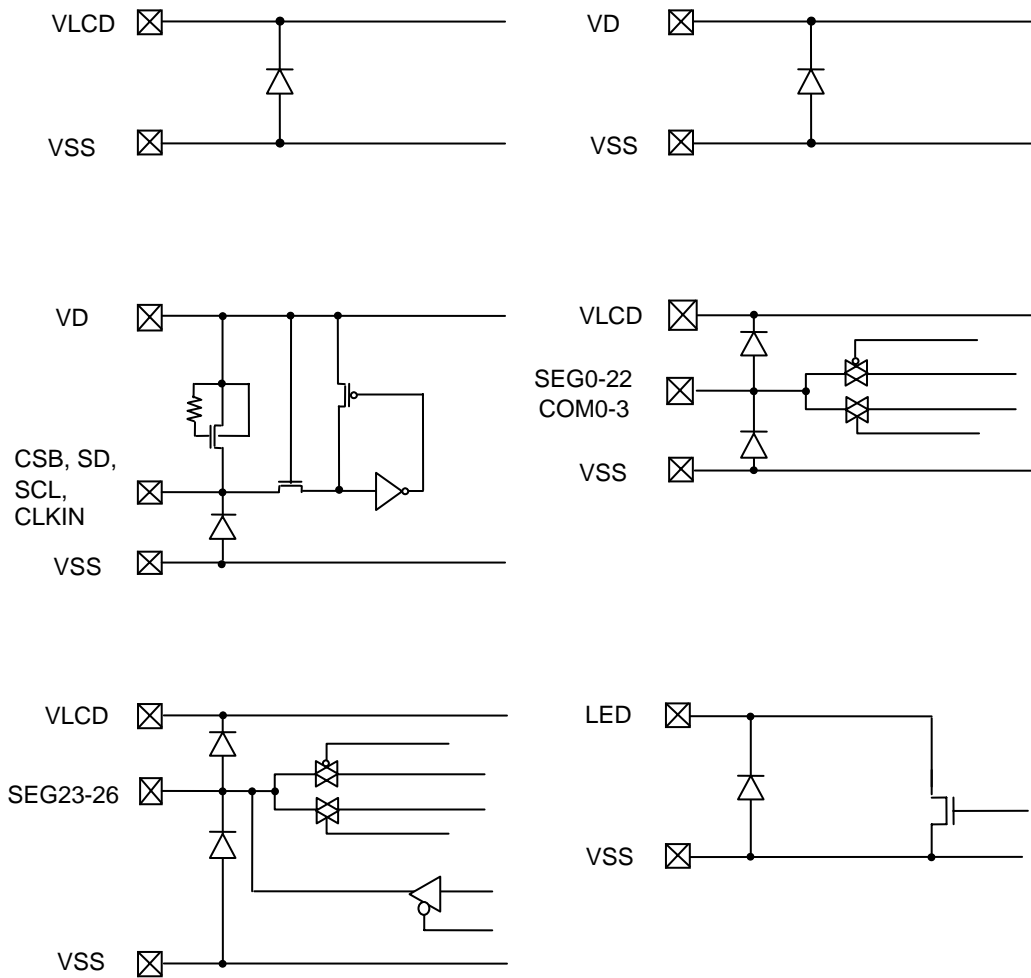 VLCD
VSS
VD
VSS
VD
CSB, SD,
SCL,
CLKIN
VSS
VLCD
SEG0-22
COM0-3
VSS
VLCD
SEG23-26
VSS
LED
VSS